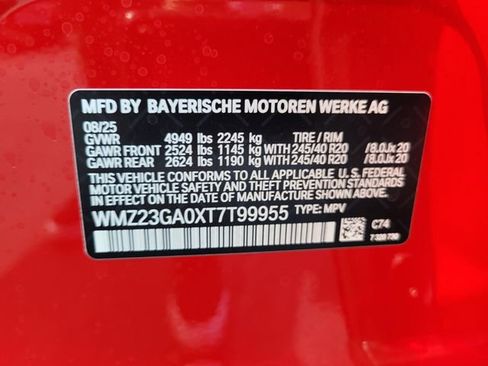 MFD BY BAYERISCHE MOTOREN WERKE AG
08/25
GVWR 4949 lbs 2245 kg TIRE / RIM
GAWR FRONT 2524 lbs 1145 kg WITH 245/40 R20 /8.0Jx20
GAWR REAR 2624 lbs 1190 kg WITH 245/40 R20 /8.0Jx20
THIS VEHICLE CONFORMS TO ALL APPLICABLE U.S. FEDERAL
MOTOR VEHICLE SAFETY AND THEFT PREVENTION STANDARDS
IN EFFECT ON THE DATE OF MANUFACTURE SHOWN ABOVE.
WMZ23GA0XT7T99955 TYPE: MPV
C74
7 320 730